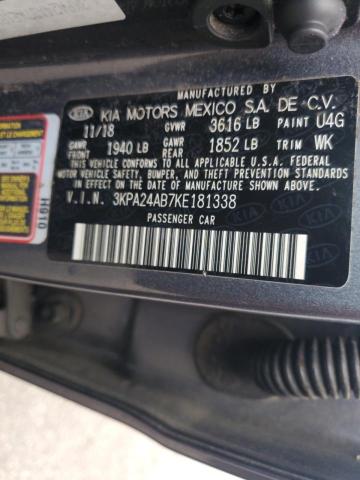 MANUFACTURED BY
KIA KIA MOTORS MEXICO S.A. DE C.V.
11/18 GVWR 3616 LB PAINT U4G
GAWR FRONT 1940 LB GAWR REAR 1852 LB TRIM WK
THIS VEHICLE CONFORMS TO ALL APPLICABLE U.S.A. FEDERAL
MOTOR VEHICLE SAFETY, BUMPER, AND THEFT PREVENTION STANDARDS
IN EFFECT ON THE DATE OF MANUFACTURE SHOWN ABOVE.
V.I.N. 3KPA24AB7KE181338
PASSENGER CAR
H910